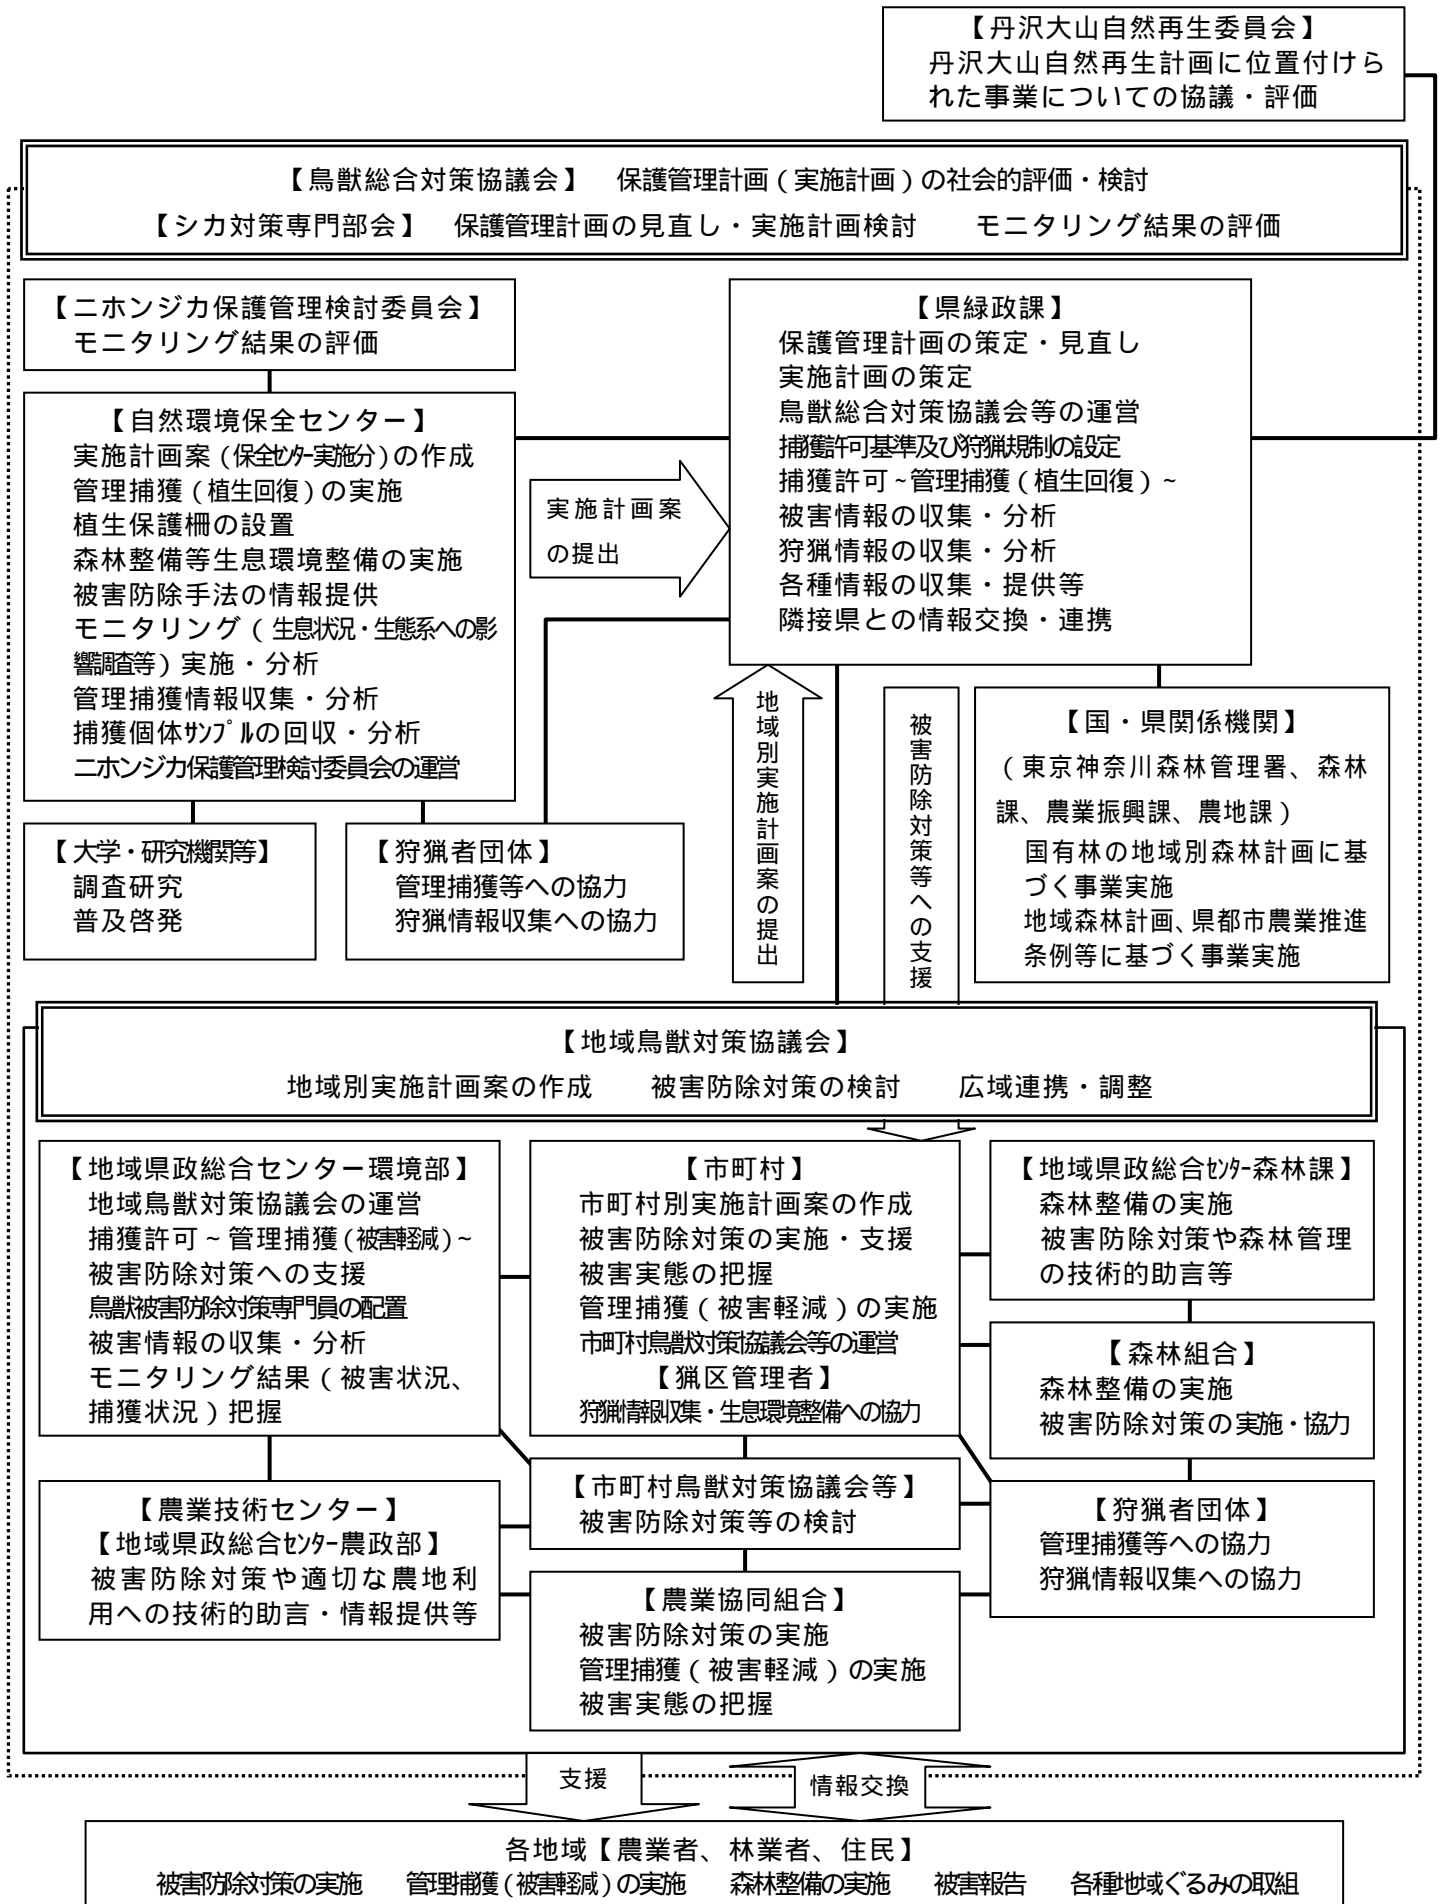 【丹沢大山自然再生委員会】
丹沢大山自然再生計画に位置付けら
れた事業についての協議・評価
【鳥獣総合対策協議会】　保護管理計画(実施計画)の社会的評価・検討
【シカ対策専門部会】　保護管理計画の見直し・実施計画検討　　モニタリング結果の評価
【ニホンジカ保護管理検討委員会】
モニタリング結果の評価
【自然環境保全センター】
実施計画案(保全ｾﾝﾀｰ実施分)の作成
管理捕獲(植生回復)の実施
植生保護柵の設置
森林整備等生息環境整備の実施
被害防除手法の情報提供
モニタリング(生息状況・生態系への影
響調査等)実施・分析
管理捕獲情報収集・分析
捕獲個体ｻﾝﾌﾟﾙの回収・分析
ニホンジカ保護管理検討委員会の運営
実施計画案
の提出
【県緑政課】
保護管理計画の策定・見直し
実施計画の策定
鳥獣総合対策協議会等の運営
捕獲許可基準及び狩猟規制の設定
捕獲許可~管理捕獲(植生回復)~
被害情報の収集・分析
狩猟情報の収集・分析
各種情報の収集・提供等
隣接県との情報交換・連携
【大学・研究機関等】
調査研究
普及啓発
【狩猟者団体】
管理捕獲等への協力
狩猟情報収集への協力
地域別実施計画案の提出
被害防除対策等への支援
【国・県関係機関】
(東京神奈川森林管理署、森林
課、農業振興課、農地課)
国有林の地域別森林計画に基
づく事業実施
地域森林計画、県都市農業推進
条例等に基づく事業実施
【地域鳥獣対策協議会】
地域別実施計画案の作成　　被害防除対策の検討　　広域連携・調整
【地域県政総合センター環境部】
地域鳥獣対策協議会の運営
捕獲許可~管理捕獲(被害軽減)~
被害防除対策への支援
鳥獣被害防除対策専門員の配置
被害情報の収集・分析
モニタリング結果(被害状況、
捕獲状況)把握
【市町村】
市町村別実施計画案の作成
被害防除対策の実施・支援
被害実態の把握
管理捕獲(被害軽減)の実施
市町村鳥獣対策協議会等の運営
【猟区管理者】
狩猟情報収集・生息環境整備への協力
【地域県政総合ｾﾝﾀｰ森林課】
森林整備の実施
被害防除対策や森林管理
の技術的助言等
【森林組合】
森林整備の実施
被害防除対策の実施・協力
【農業技術センター】
【地域県政総合ｾﾝﾀｰ農政部】
被害防除対策や適切な農地利
用への技術的助言・情報提供等
【市町村鳥獣対策協議会等】
被害防除対策等の検討
【狩猟者団体】
管理捕獲等への協力
狩猟情報収集への協力
【農業協同組合】
被害防除対策の実施
管理捕獲(被害軽減)の実施
被害実態の把握
支援
情報交換
各地域【農業者、林業者、住民】
被害防除対策の実施　　管理捕獲(被害軽減)の実施　　森林整備の実施　　被害報告　　各種地域ぐるみの取組